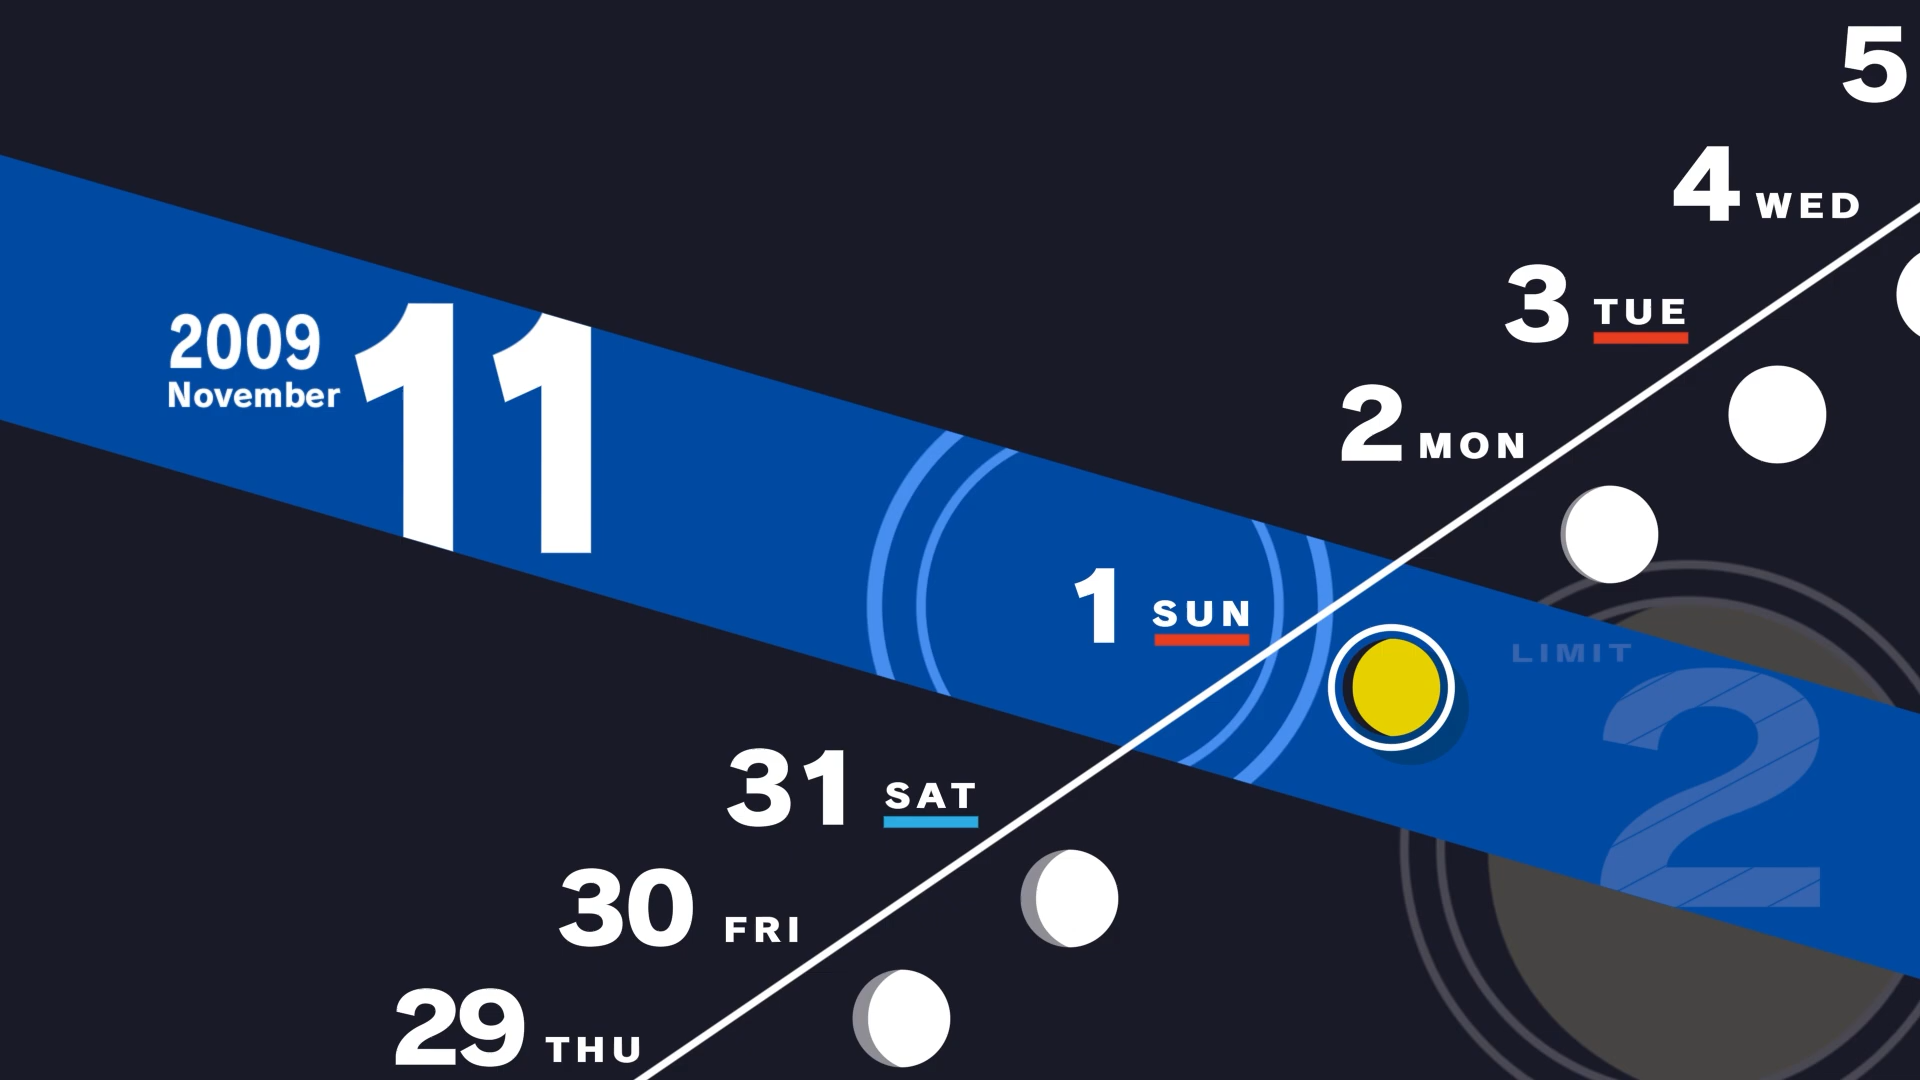 5
4 WED
3 TUE
2 MON
2009
November
11
1 SUN
LIMIT
2
31 SAT
30 FRI
29 THU